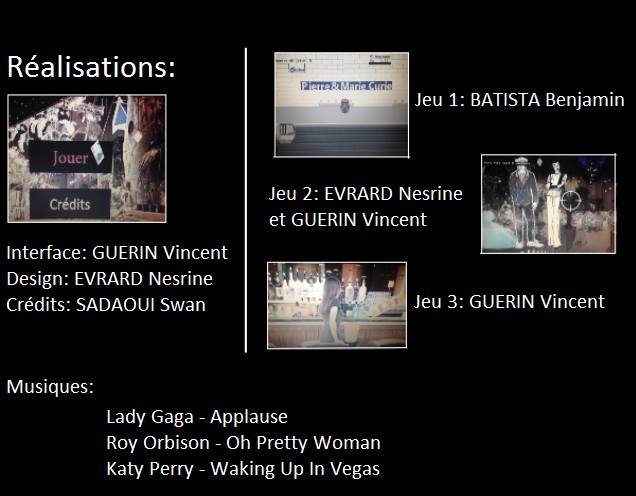 Réalisations:
Jouer
Crédits
Interface: GUERIN Vincent
Design: EVRARD Nesrine
Crédits: SADAOUI Swan
Pierre & Marie Curie
Jeu 1: BATISTA Benjamin
Jeu 2: EVRARD Nesrine
et GUERIN Vincent
Jeu 3: GUERIN Vincent
Musiques:
Lady Gaga - Applause
Roy Orbison - Oh Pretty Woman
Katy Perry - Waking Up In Vegas